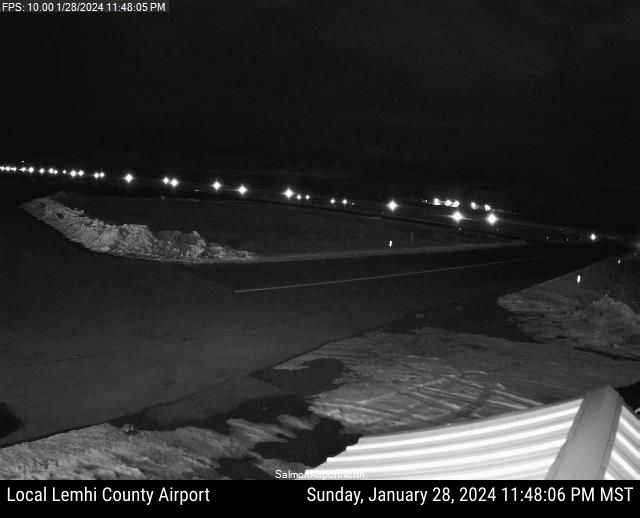 FPS: 10.00 1/28/2024 11:48:05 PM
SalmonAirportNorth
Local Lemhi County Airport
Sunday, January 28, 2024 11:48:06 PM MST